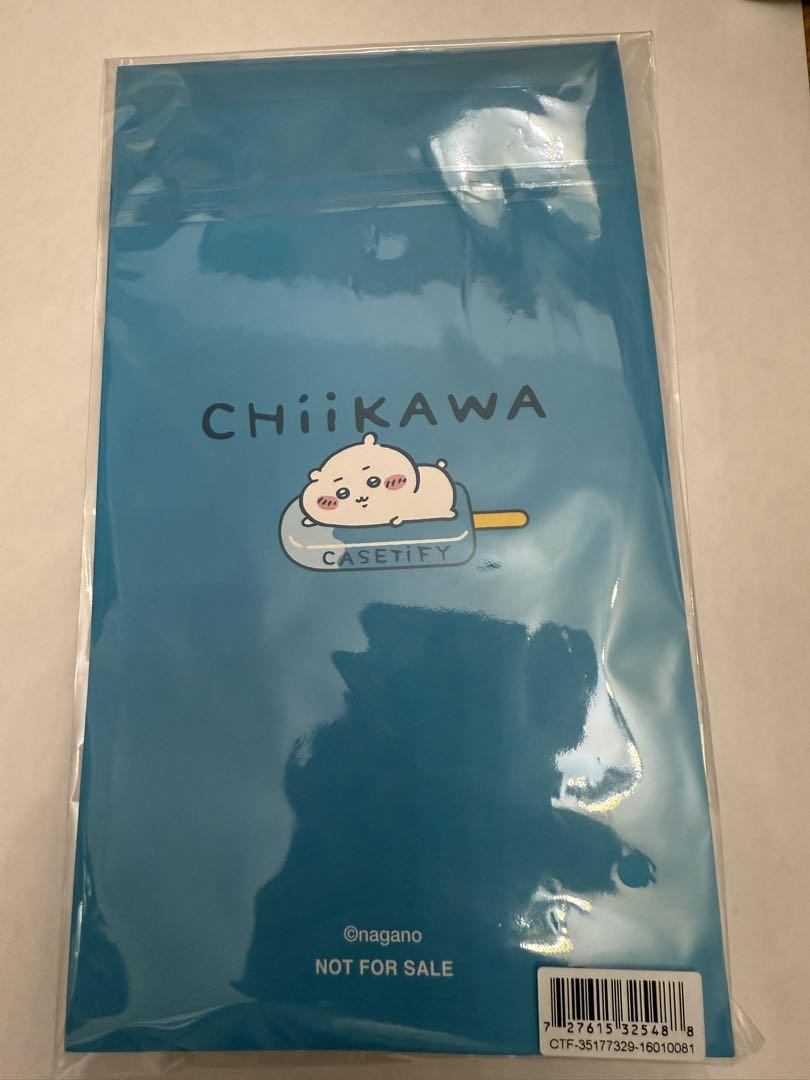 CHiiKAWA
CASETiFY
©nagano
NOT FOR SALE
7 27615 32548 8
CTF-35177329-16010081